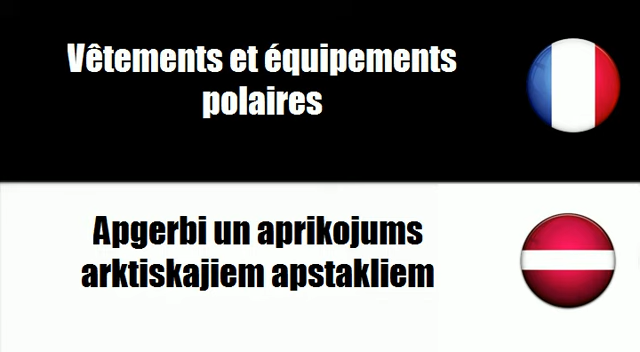 Vêtements et équipements
polaires
Apgerbi un aprikojums
arktiskajiem apstakliem